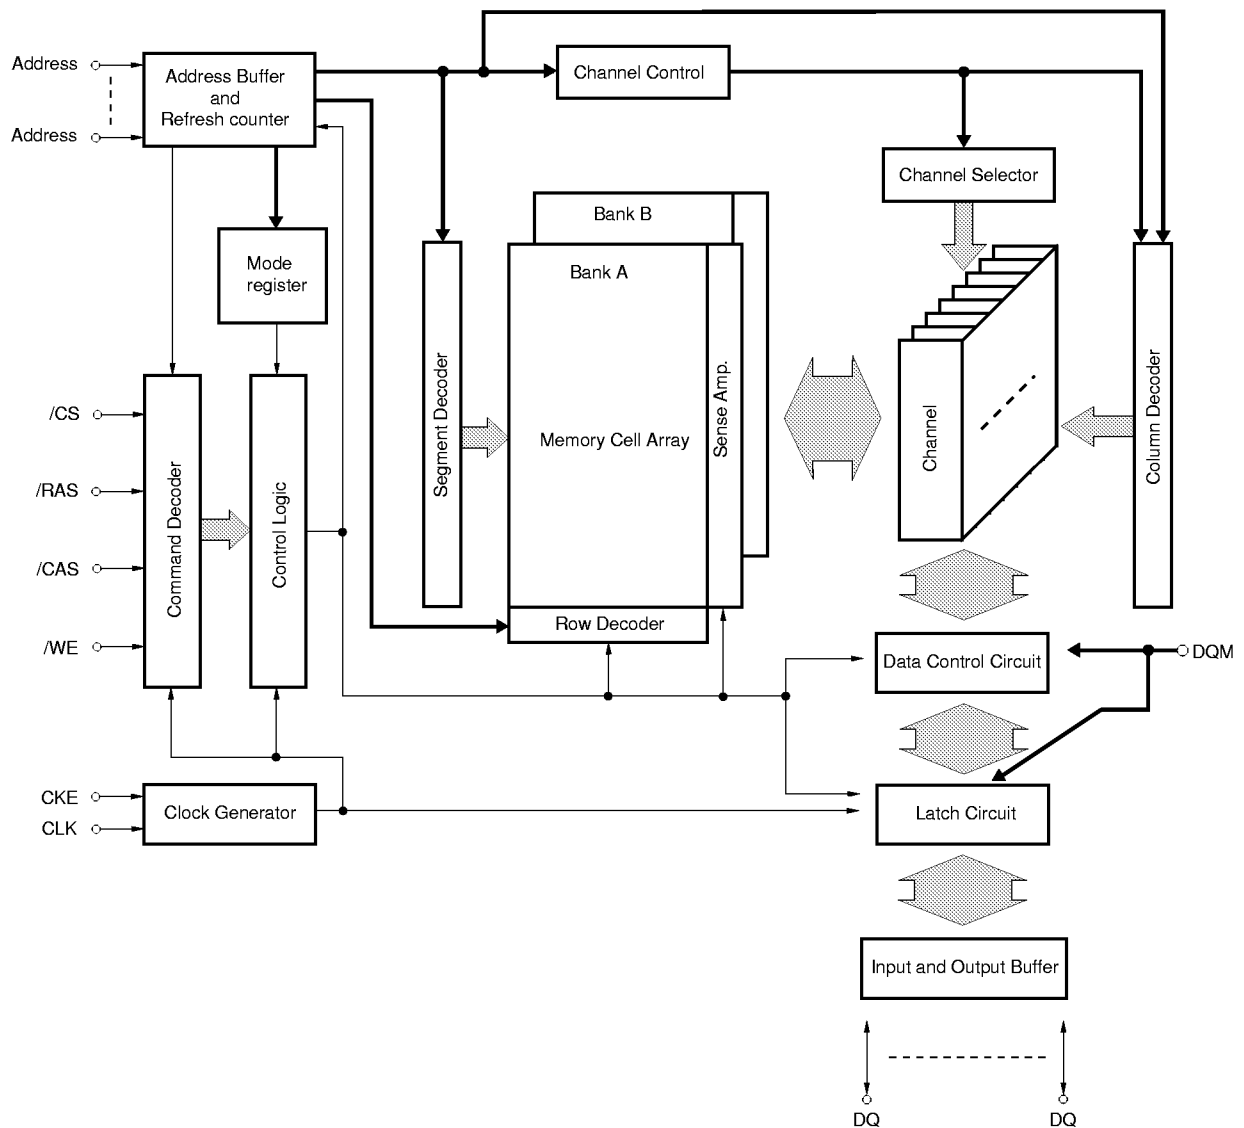 Address
Address
Address Buffer
and
Refresh counter
Channel Control
Channel Selector
Mode
register
Bank B
Bank A
Memory Cell Array
Sense Amp.
Segment Decoder
Row Decoder
Channel
Column Decoder
/CS
/RAS
/CAS
/WE
Command Decoder
Control Logic
Data Control Circuit
DQM
CKE
CLK
Clock Generator
Latch Circuit
Input and Output Buffer
DQ
DQ